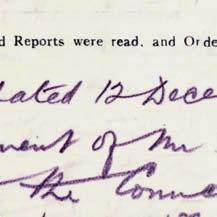 d Reports were read, and Orde
dated 12 Dece
ment of Mr
the Comm